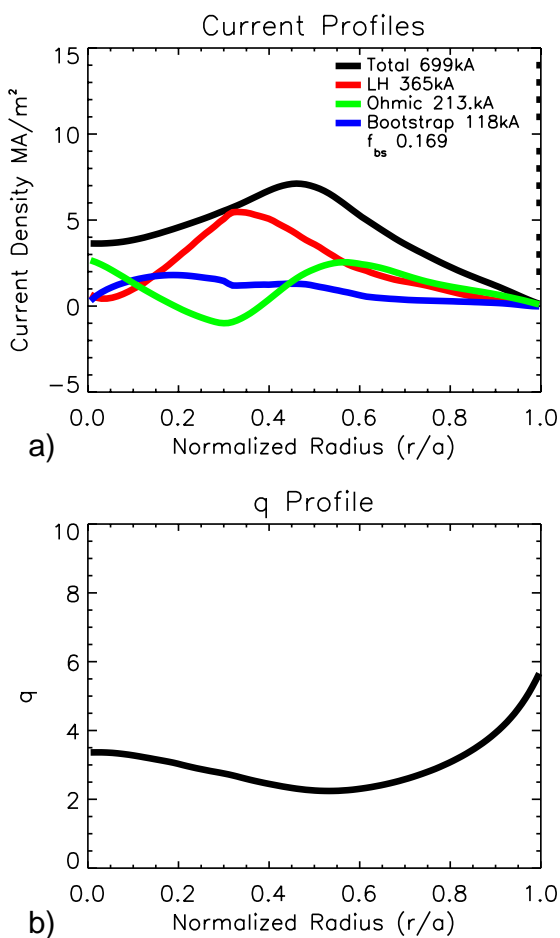 Current Profiles
Total 699kA
LH 365kA
Ohmic 213.kA
Bootstrap 118kA
f_bs 0.169
Current Density MA/m²
15
10
5
0
−5
0.0 0.2 0.4 0.6 0.8 1.0
Normalized Radius (r/a)
a)
q Profile
q
10
8
6
4
2
0
0.0 0.2 0.4 0.6 0.8 1.0
Normalized Radius (r/a)
b)